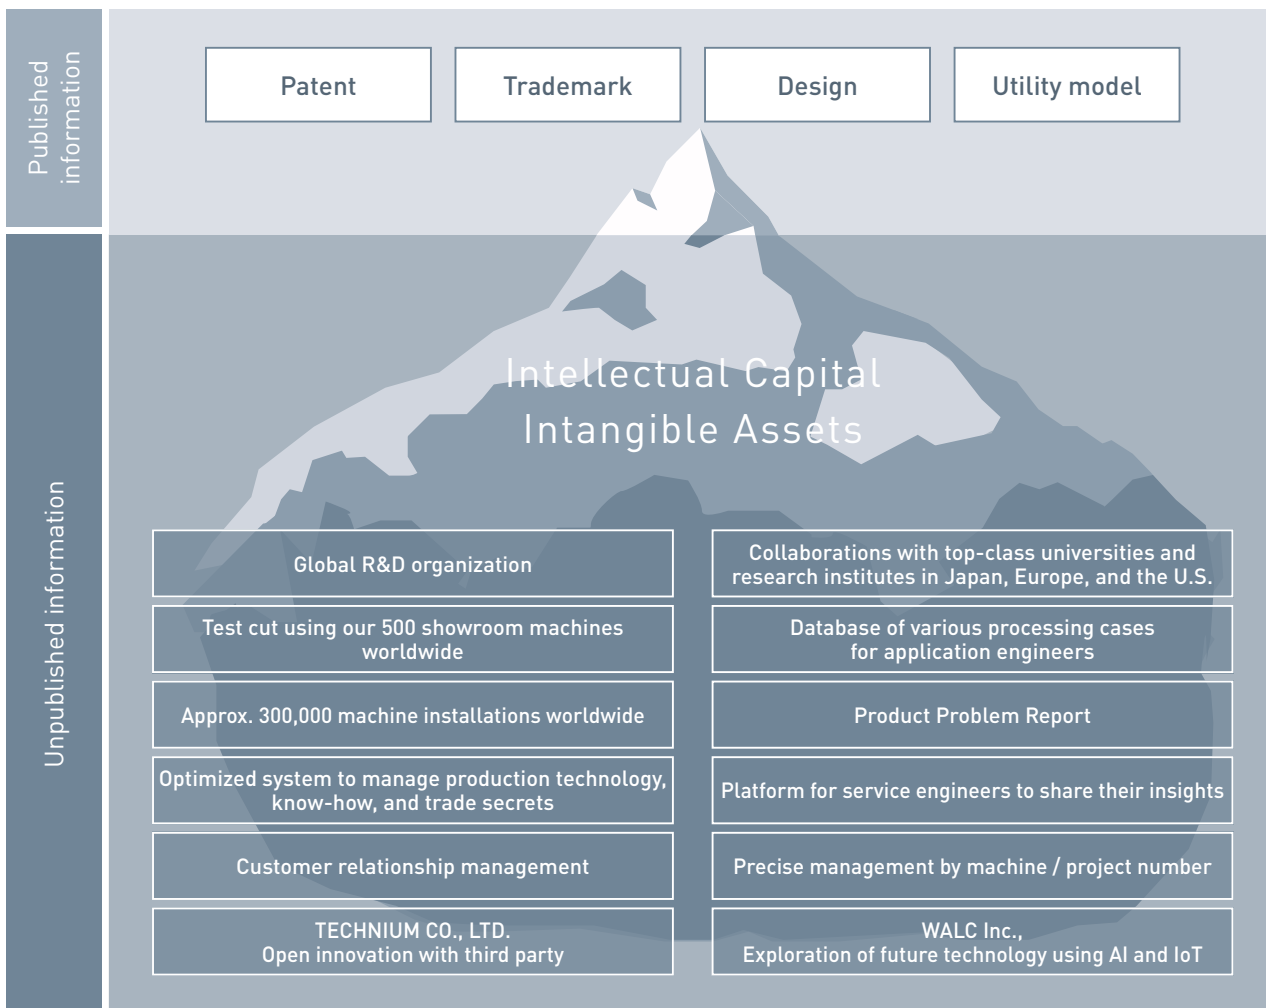 Published
information
Patent
Trademark
Design
Utility model
Unpublished information
Intellectual Capital
Intangible Assets
Global R&D organization
Collaborations with top-class universities and
research institutes in Japan, Europe, and the U.S.
Test cut using our 500 showroom machines
worldwide
Database of various processing cases
for application engineers
Approx. 300,000 machine installations worldwide
Product Problem Report
Optimized system to manage production technology,
know-how, and trade secrets
Platform for service engineers to share their insights
Customer relationship management
Precise management by machine / project number
TECHNIUM CO., LTD.
Open innovation with third party
WALC Inc.,
Exploration of future technology using AI and IoT